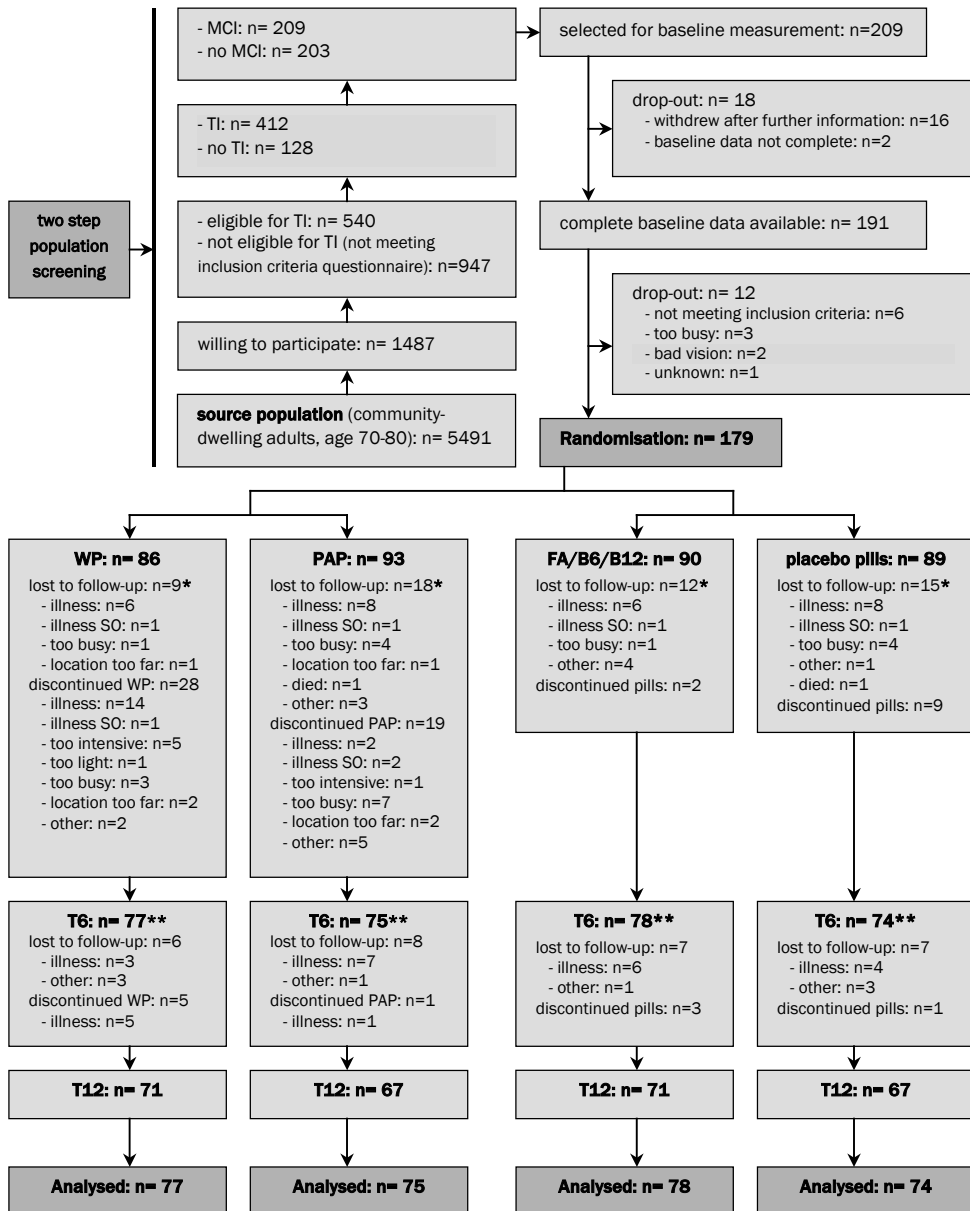 two step
population
screening
- MCI: n= 209
- no MCI: n= 203
- TI: n= 412
- no TI: n= 128
- eligible for TI: n= 540
- not eligible for TI (not meeting
inclusion criteria questionnaire): n=947
willing to participate: n= 1487
source population (community-
dwelling adults, age 70-80): n= 5491
selected for baseline measurement: n=209
drop-out: n= 18
- withdrew after further information: n=16
- baseline data not complete: n=2
complete baseline data available: n= 191
drop-out: n= 12
- not meeting inclusion criteria: n=6
- too busy: n=3
- bad vision: n=2
- unknown: n=1
Randomisation: n= 179
WP: n= 86
lost to follow-up: n=9*
- illness: n=6
- illness SO: n=1
- too busy: n=1
- location too far: n=1
discontinued WP: n=28
- illness: n=14
- illness SO: n=1
- too intensive: n=5
- too light: n=1
- too busy: n=3
- location too far: n=2
- other: n=2
PAP: n= 93
lost to follow-up: n=18*
- illness: n=8
- illness SO: n=1
- too busy: n=4
- location too far: n=1
- died: n=1
- other: n=3
discontinued PAP: n=19
- illness: n=2
- illness SO: n=2
- too intensive: n=1
- too busy: n=7
- location too far: n=2
- other: n=5
FA/B6/B12: n= 90
lost to follow-up: n=12*
- illness: n=6
- illness SO: n=1
- too busy: n=1
- other: n=4
discontinued pills: n=2
placebo pills: n= 89
lost to follow-up: n=15*
- illness: n=8
- illness SO: n=1
- too busy: n=4
- other: n=1
- died: n=1
discontinued pills: n=9
T6: n= 77**
lost to follow-up: n=6
- illness: n=3
- other: n=3
discontinued WP: n=5
- illness: n=5
T6: n= 75**
lost to follow-up: n=8
- illness: n=7
- other: n=1
discontinued PAP: n=1
- illness: n=1
T6: n= 78**
lost to follow-up: n=7
- illness: n=6
- other: n=1
discontinued pills: n=3
T6: n= 74**
lost to follow-up: n=7
- illness: n=4
- other: n=3
discontinued pills: n=1
T12: n= 71
T12: n= 67
T12: n= 71
T12: n= 67
Analysed: n= 77
Analysed: n= 75
Analysed: n= 78
Analysed: n= 74